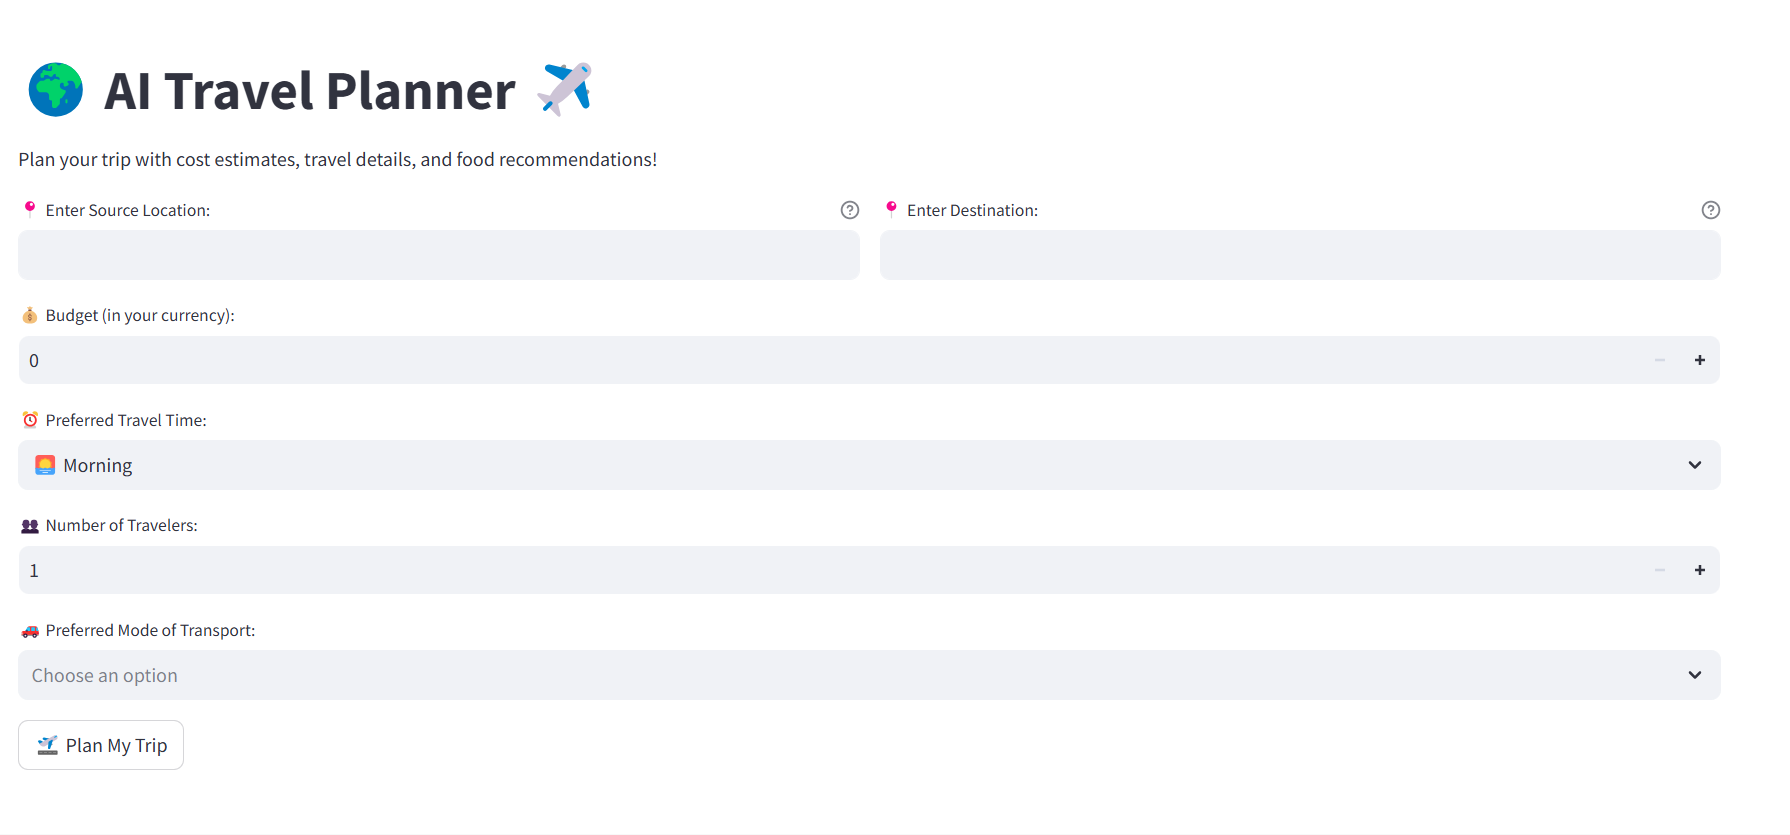 AI Travel Planner
Plan your trip with cost estimates, travel details, and food recommendations!
Enter Source Location:
Enter Destination:
Budget (in your currency):
0
Preferred Travel Time:
Morning
Number of Travelers:
1
Preferred Mode of Transport:
Choose an option
Plan My Trip